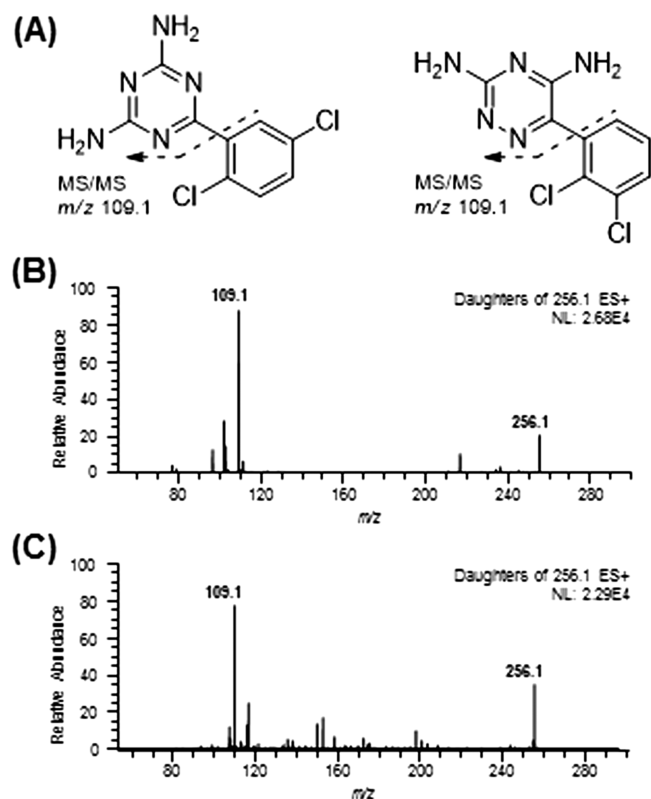 (A)
NH2
N
N
H2N
N
Cl
Cl
MS/MS
m/z 109.1
H2N
N
NH2
N
N
Cl
Cl
MS/MS
m/z 109.1
(B)
Relative Abundance
100
80
60
40
20
0
109.1
256.1
Daughters of 256.1 ES+
NL: 2.68E4
80
120
160
200
240
280
m/z
(C)
Relative Abundance
100
80
60
40
20
0
109.1
256.1
Daughters of 256.1 ES+
NL: 2.29E4
80
120
160
200
240
280
m/z